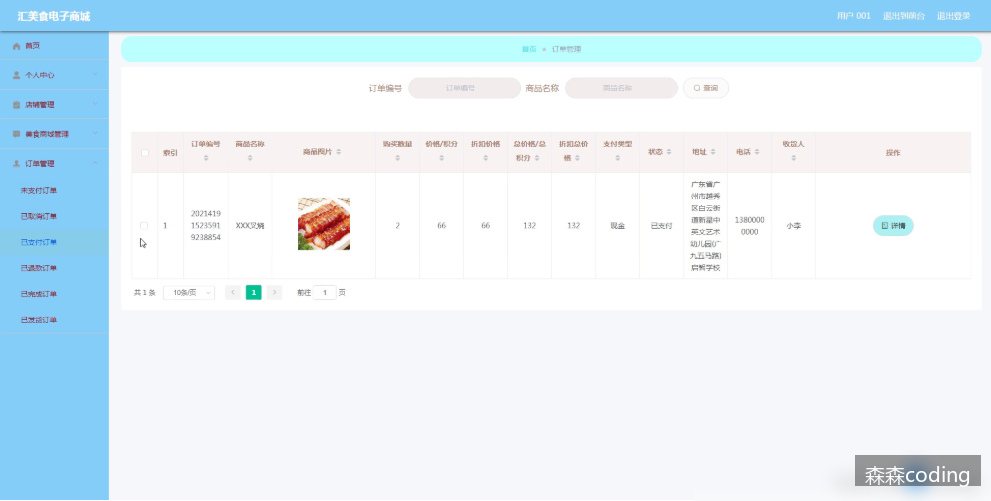 汇美食电子商城
用户 001 退出到前台 退出登录
首页
个人中心
店铺管理
美食商城管理
订单管理
未支付订单
已取消订单
已支付订单
已退款订单
已完成订单
已发货订单
首页 订单管理
订单编号 订单编号 商品名称 商品名称 查询
索引 订单编号 商品名称 商品图片 购买数量 价格/积分 折扣价格 总价格/总积分 折扣总价格 支付类型 状态 地址 电话 收货人 操作
1
2021419
1523591
9238854
XXX叉烧
2 66 66 132 132 现金 已支付
广东省广
州市越秀
区白云街
道新星中
英文艺术
幼儿园(广
九五马路)
启智学校
1380000
0000
小李
详情
共 1 条 10条/页 1 前往 1 页
森森coding